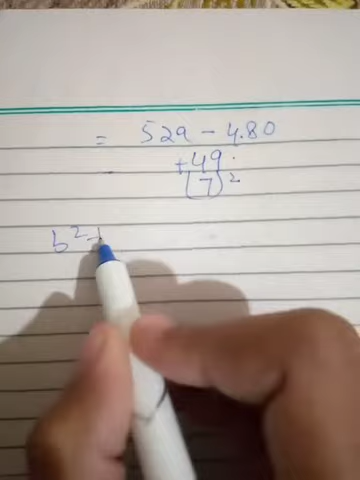 = 529 - 4.80
+49.
(7)²
b² -